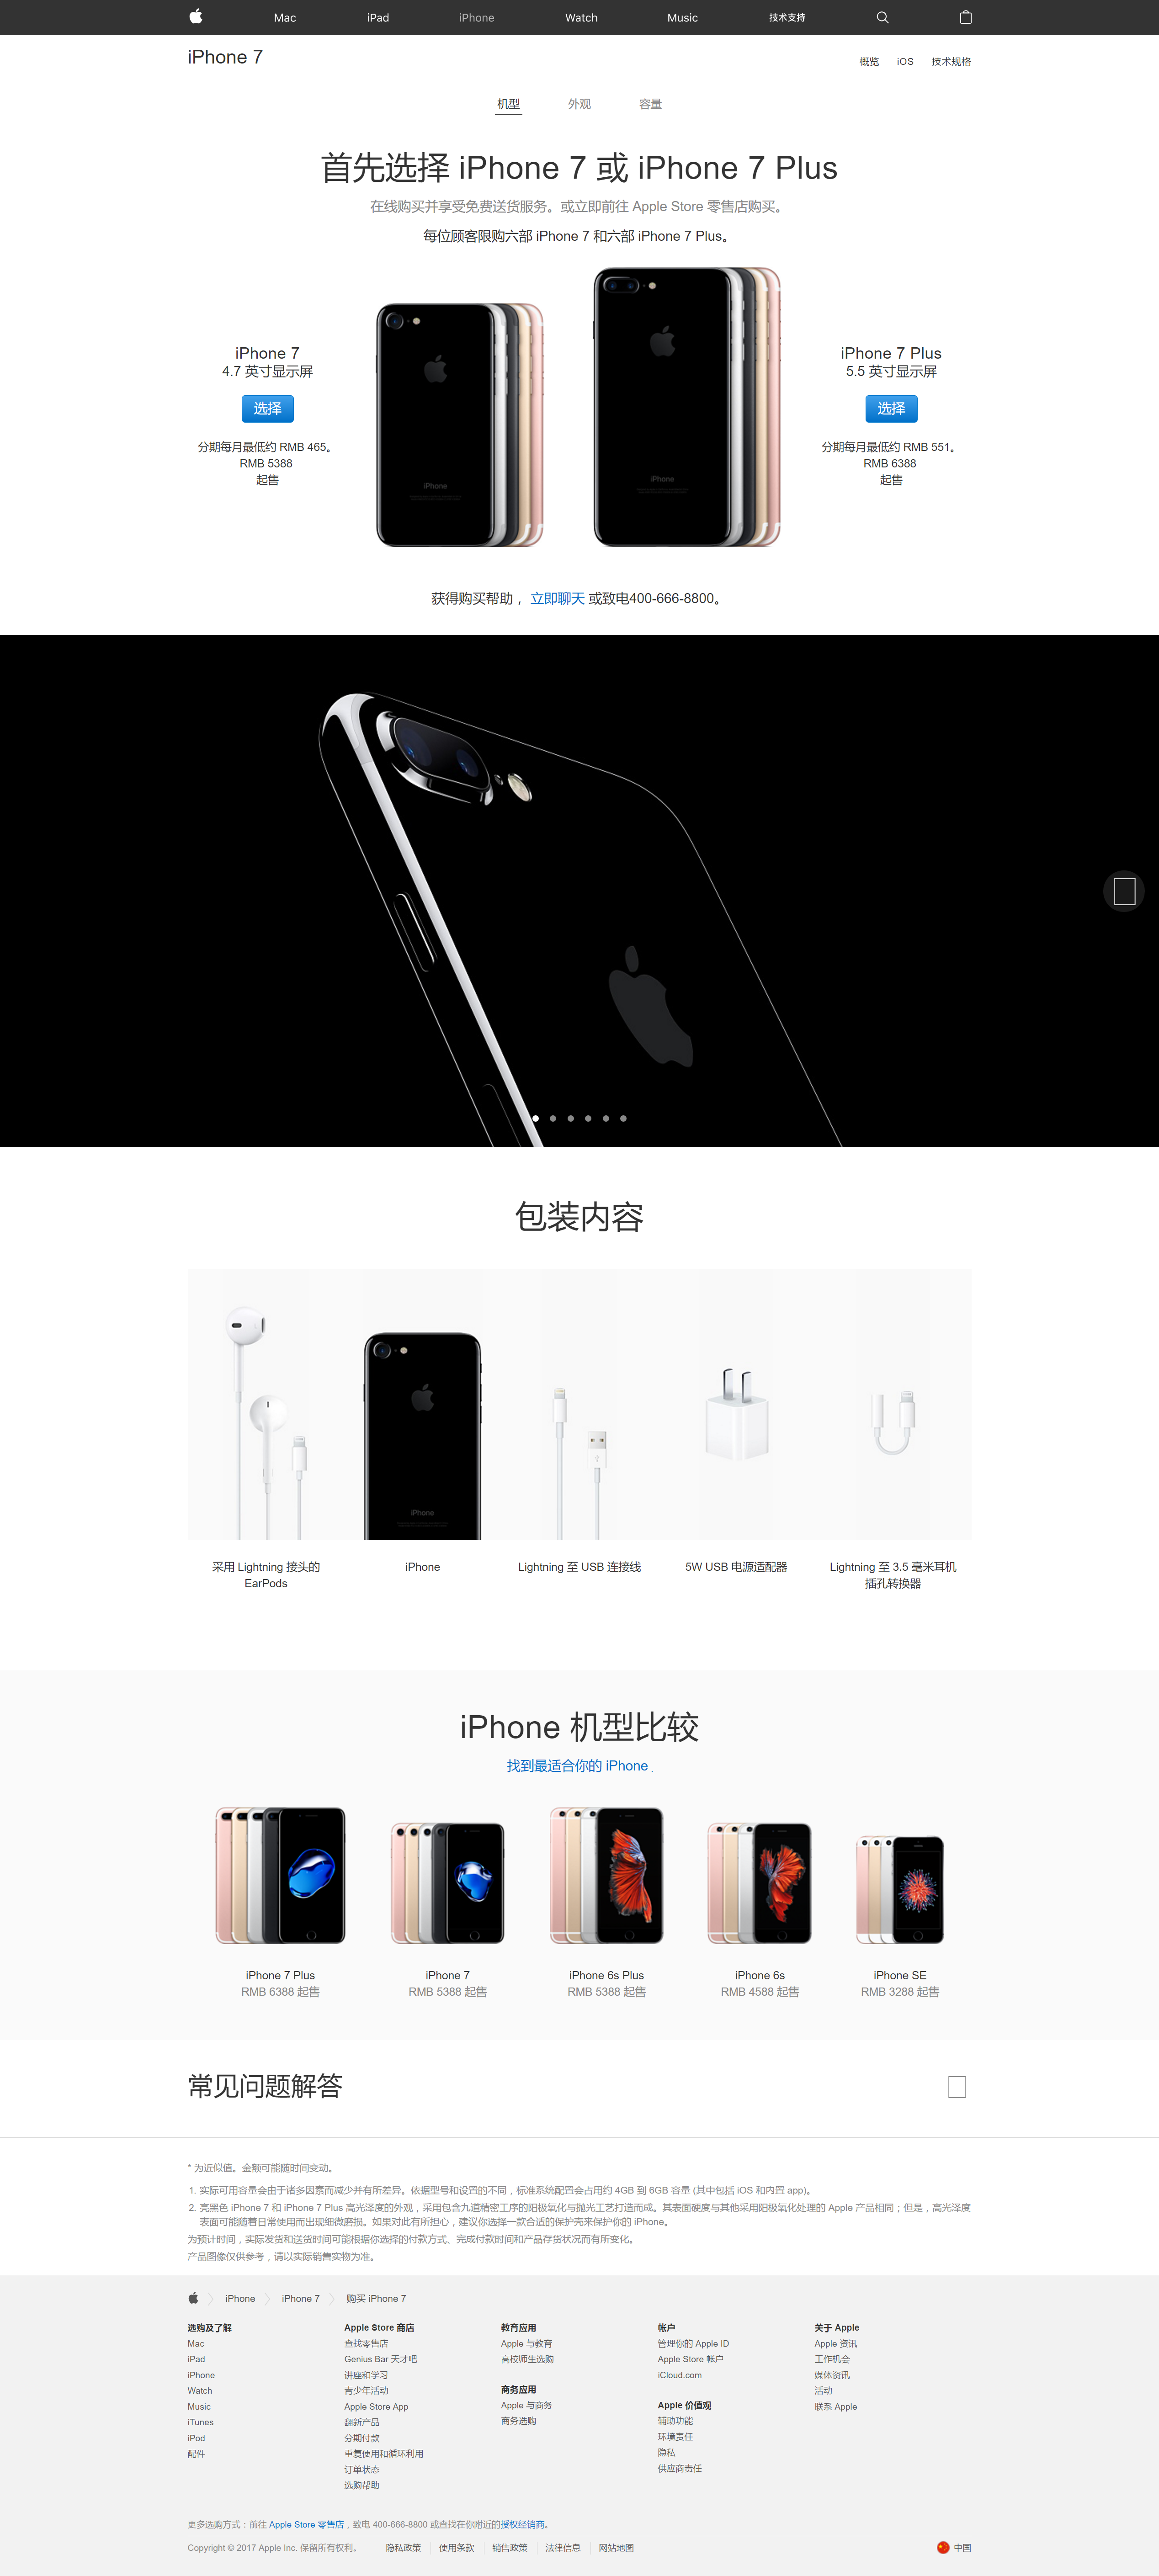 Mac
iPad
iPhone
Watch
Music
技术支持
iPhone 7
概览
iOS
技术规格
机型
外观
容量
首先选择 iPhone 7 或 iPhone 7 Plus
在线购买并享受免费送货服务。或立即前往 Apple Store 零售店购买。
每位顾客限购六部 iPhone 7 和六部 iPhone 7 Plus。
iPhone 7
4.7 英寸显示屏
选择
分期每月最低约 RMB 465。
RMB 5388
起售
iPhone
iPhone
iPhone 7 Plus
5.5 英寸显示屏
选择
分期每月最低约 RMB 551。
RMB 6388
起售
获得购买帮助， 立即聊天 或致电400-666-8800。
包装内容
iPhone
采用 Lightning 接头的
EarPods
iPhone
Lightning 至 USB 连接线
5W USB 电源适配器
Lightning 至 3.5 毫米耳机
插孔转换器
iPhone 机型比较
找到最适合你的 iPhone .
iPhone 7 Plus
RMB 6388 起售
iPhone 7
RMB 5388 起售
iPhone 6s Plus
RMB 5388 起售
iPhone 6s
RMB 4588 起售
iPhone SE
RMB 3288 起售
常见问题解答
* 为近似值。金额可能随时间变动。
1. 实际可用容量会由于诸多因素而减少并有所差异。依据型号和设置的不同，标准系统配置会占用约 4GB 到 6GB 容量 (其中包括 iOS 和内置 app)。
2. 亮黑色 iPhone 7 和 iPhone 7 Plus 高光泽度的外观，采用包含九道精密工序的阳极氧化与抛光工艺打造而成。其表面硬度与其他采用阳极氧化处理的 Apple 产品相同；但是，高光泽度
表面可能随着日常使用而出现细微磨损。如果对此有所担心，建议你选择一款合适的保护壳来保护你的 iPhone。
为预计时间，实际发货和送货时间可能根据你选择的付款方式、完成付款时间和产品存货状况而有所变化。
产品图像仅供参考，请以实际销售实物为准。
iPhone
iPhone 7
购买 iPhone 7
选购及了解
Mac
iPad
iPhone
Watch
Music
iTunes
iPod
配件
Apple Store 商店
查找零售店
Genius Bar 天才吧
讲座和学习
青少年活动
Apple Store App
翻新产品
分期付款
重复使用和循环利用
订单状态
选购帮助
教育应用
Apple 与教育
高校师生选购
商务应用
Apple 与商务
商务选购
帐户
管理你的 Apple ID
Apple Store 帐户
iCloud.com
Apple 价值观
辅助功能
环境责任
隐私
供应商责任
关于 Apple
Apple 资讯
工作机会
媒体资讯
活动
联系 Apple
更多选购方式：前往 Apple Store 零售店，致电 400-666-8800 或查找在你附近的授权经销商。
Copyright © 2017 Apple Inc. 保留所有权利。
隐私政策
使用条款
销售政策
法律信息
网站地图
中国